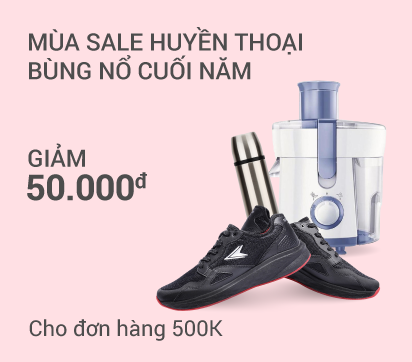 MÙA SALE HUYỀN THOẠI
BÙNG NỔ CUỐI NĂM
GIẢM
50.000đ
Cho đơn hàng 500K